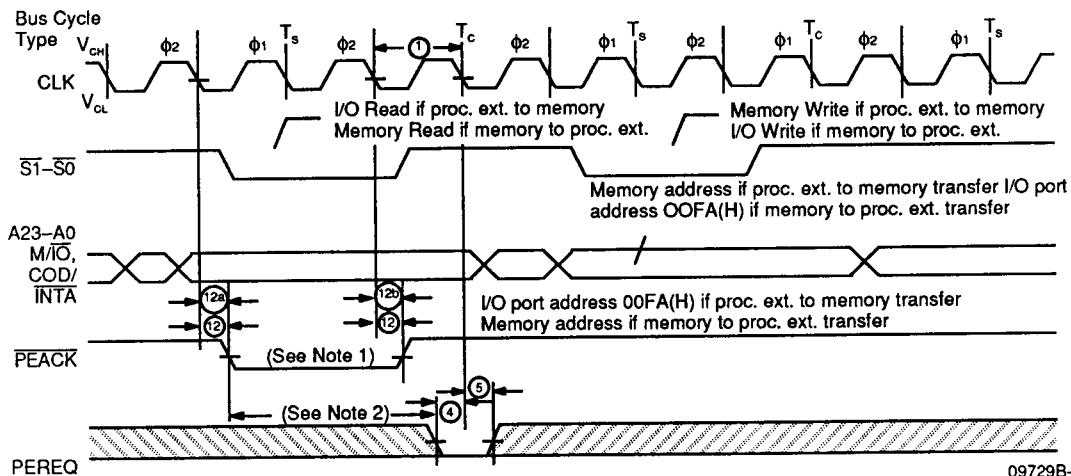 Bus Cycle
Type
V_CH
V_CL
CLK
ϕ2
ϕ1
T_s
ϕ2
①
T_c
ϕ2
ϕ1
T_s
ϕ2
ϕ1
T_c
ϕ2
ϕ1
T_s
I/O Read if proc. ext. to memory
Memory Read if memory to proc. ext.
Memory Write if proc. ext. to memory
I/O Write if memory to proc. ext.
S1–S0
Memory address if proc. ext. to memory transfer I/O port
address OOFA(H) if memory to proc. ext. transfer
A23–A0
M/IO,
COD/
INTA
12a
12
12b
12
I/O port address 00FA(H) if proc. ext. to memory transfer
Memory address if memory to proc. ext. transfer
PEACK
(See Note 1)
(See Note 2)
④
⑤
PEREQ
09729B-